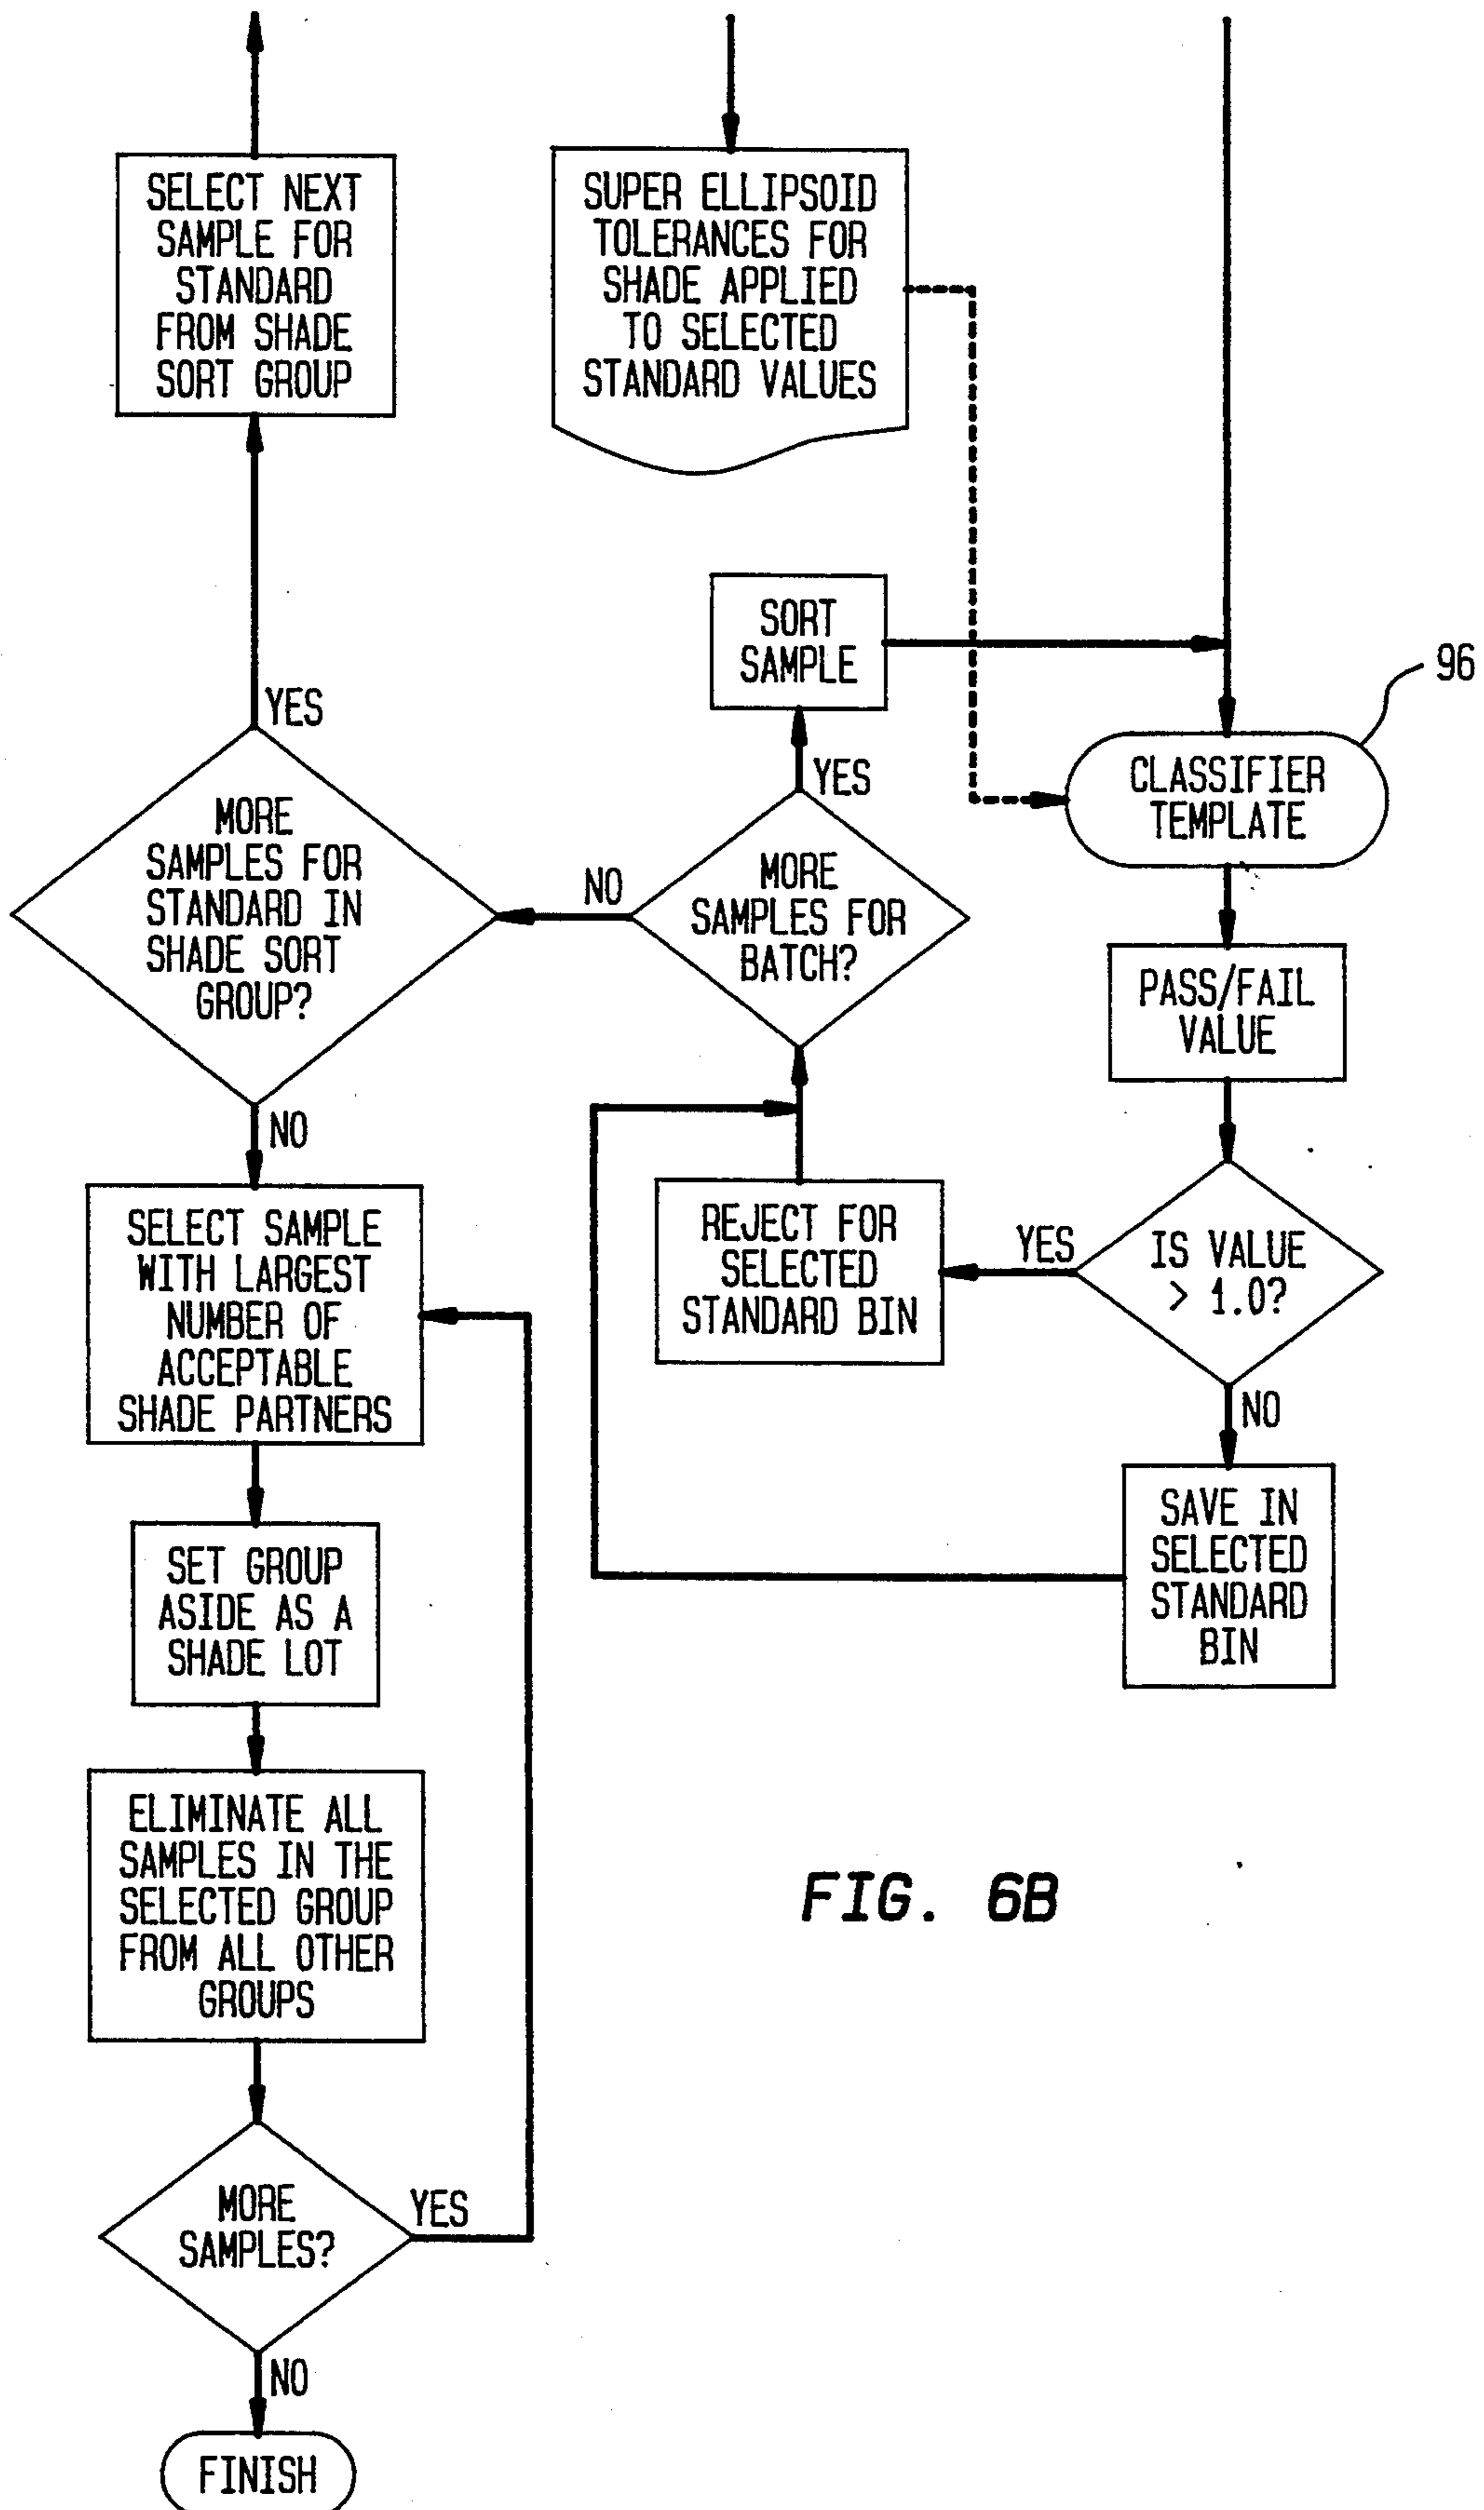 SELECT NEXT
SAMPLE FOR
STANDARD
FROM SHADE
SORT GROUP
SUPER ELLIPSOID
TOLERANCES FOR
SHADE APPLIED
TO SELECTED
STANDARD VALUES
SORT
SAMPLE
96
YES
YES
CLASSIFIER
TEMPLATE
MORE
SAMPLES FOR
STANDARD IN
SHADE SORT
GROUP?
NO
MORE
SAMPLES FOR
BATCH?
PASS/FAIL
VALUE
NO
REJECT FOR
SELECTED
STANDARD BIN
YES
IS VALUE
> 1.0?
NO
SELECT SAMPLE
WITH LARGEST
NUMBER OF
ACCEPTABLE
SHADE PARTNERS
SAVE IN
SELECTED
STANDARD
BIN
SET GROUP
ASIDE AS A
SHADE LOT
ELIMINATE ALL
SAMPLES IN THE
SELECTED GROUP
FROM ALL OTHER
GROUPS
FIG. 6B
MORE
SAMPLES?
YES
NO
FINISH